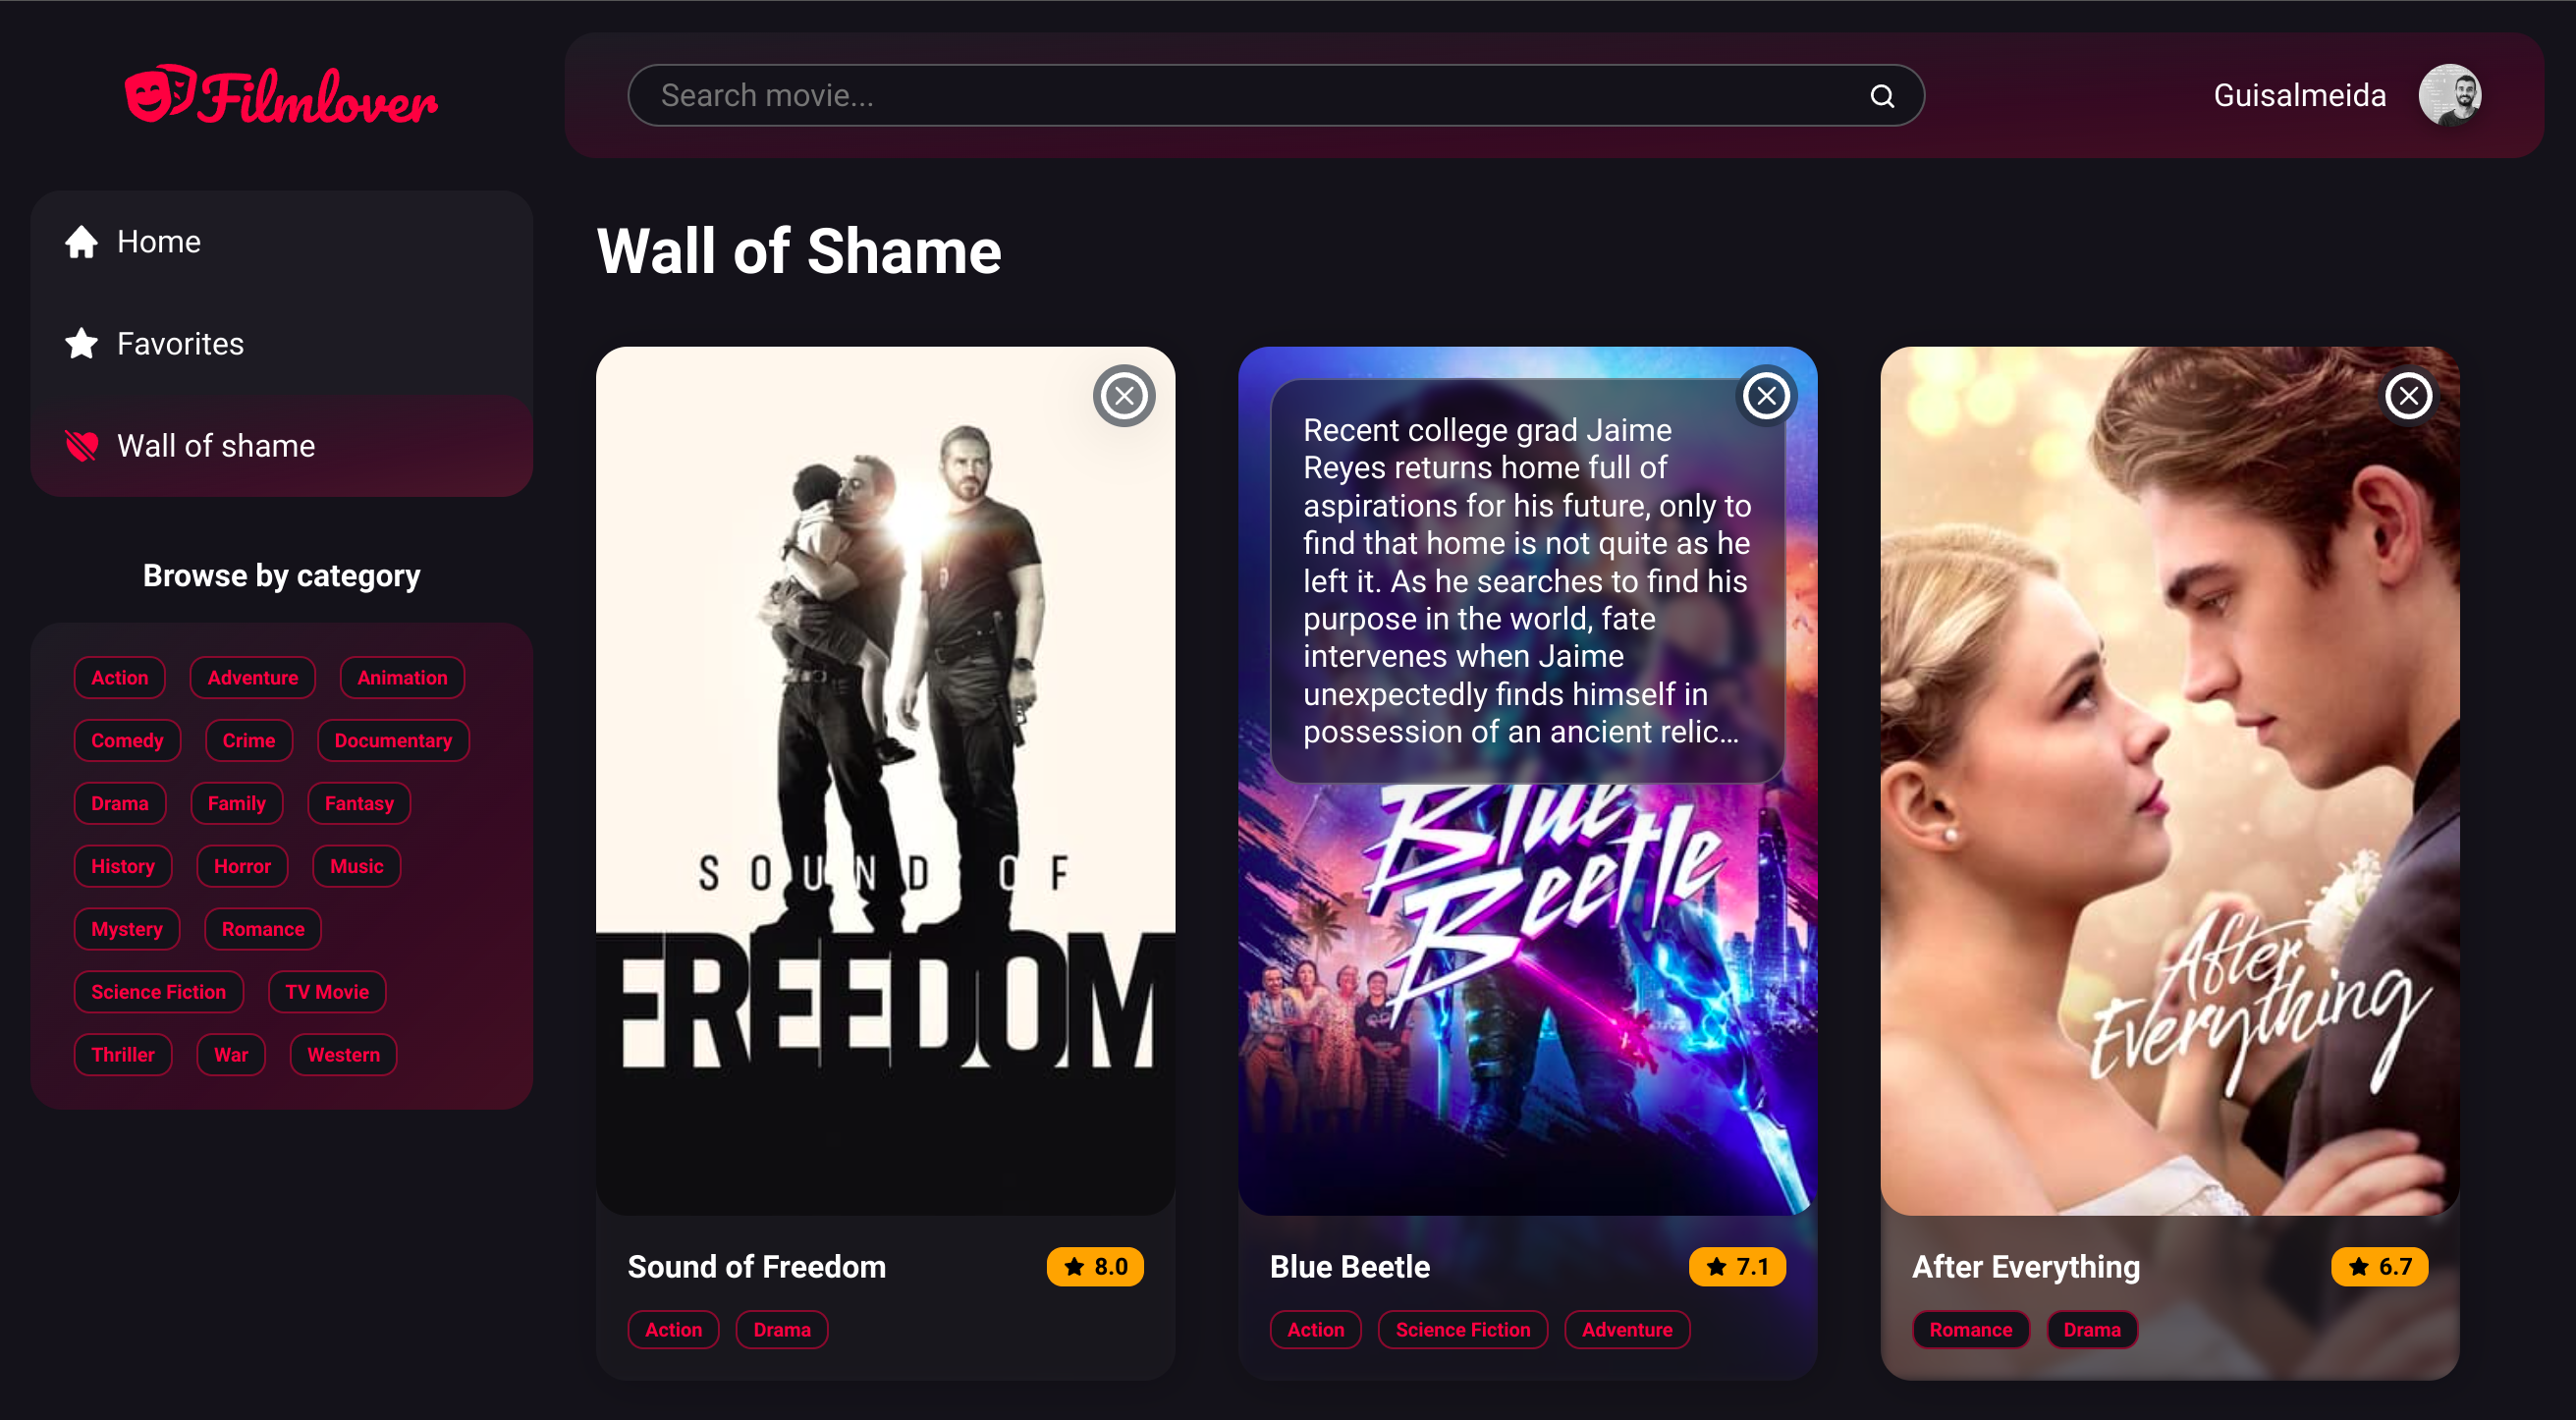 Filmlover
Search movie...
Guisalmeida
Home
Favorites
Wall of shame
Browse by category
Action Adventure Animation
Comedy Crime Documentary
Drama Family Fantasy
History Horror Music
Mystery Romance
Science Fiction TV Movie
Thriller War Western
Wall of Shame
SOUND OF
FREEDOM
Sound of Freedom 8.0
Action Drama
Recent college grad Jaime
Reyes returns home full of
aspirations for his future, only to
find that home is not quite as he
left it. As he searches to find his
purpose in the world, fate
intervenes when Jaime
unexpectedly finds himself in
possession of an ancient relic...
Blue
Beetle
Blue Beetle 7.1
Action Science Fiction Adventure
After
Everything
After Everything 6.7
Romance Drama